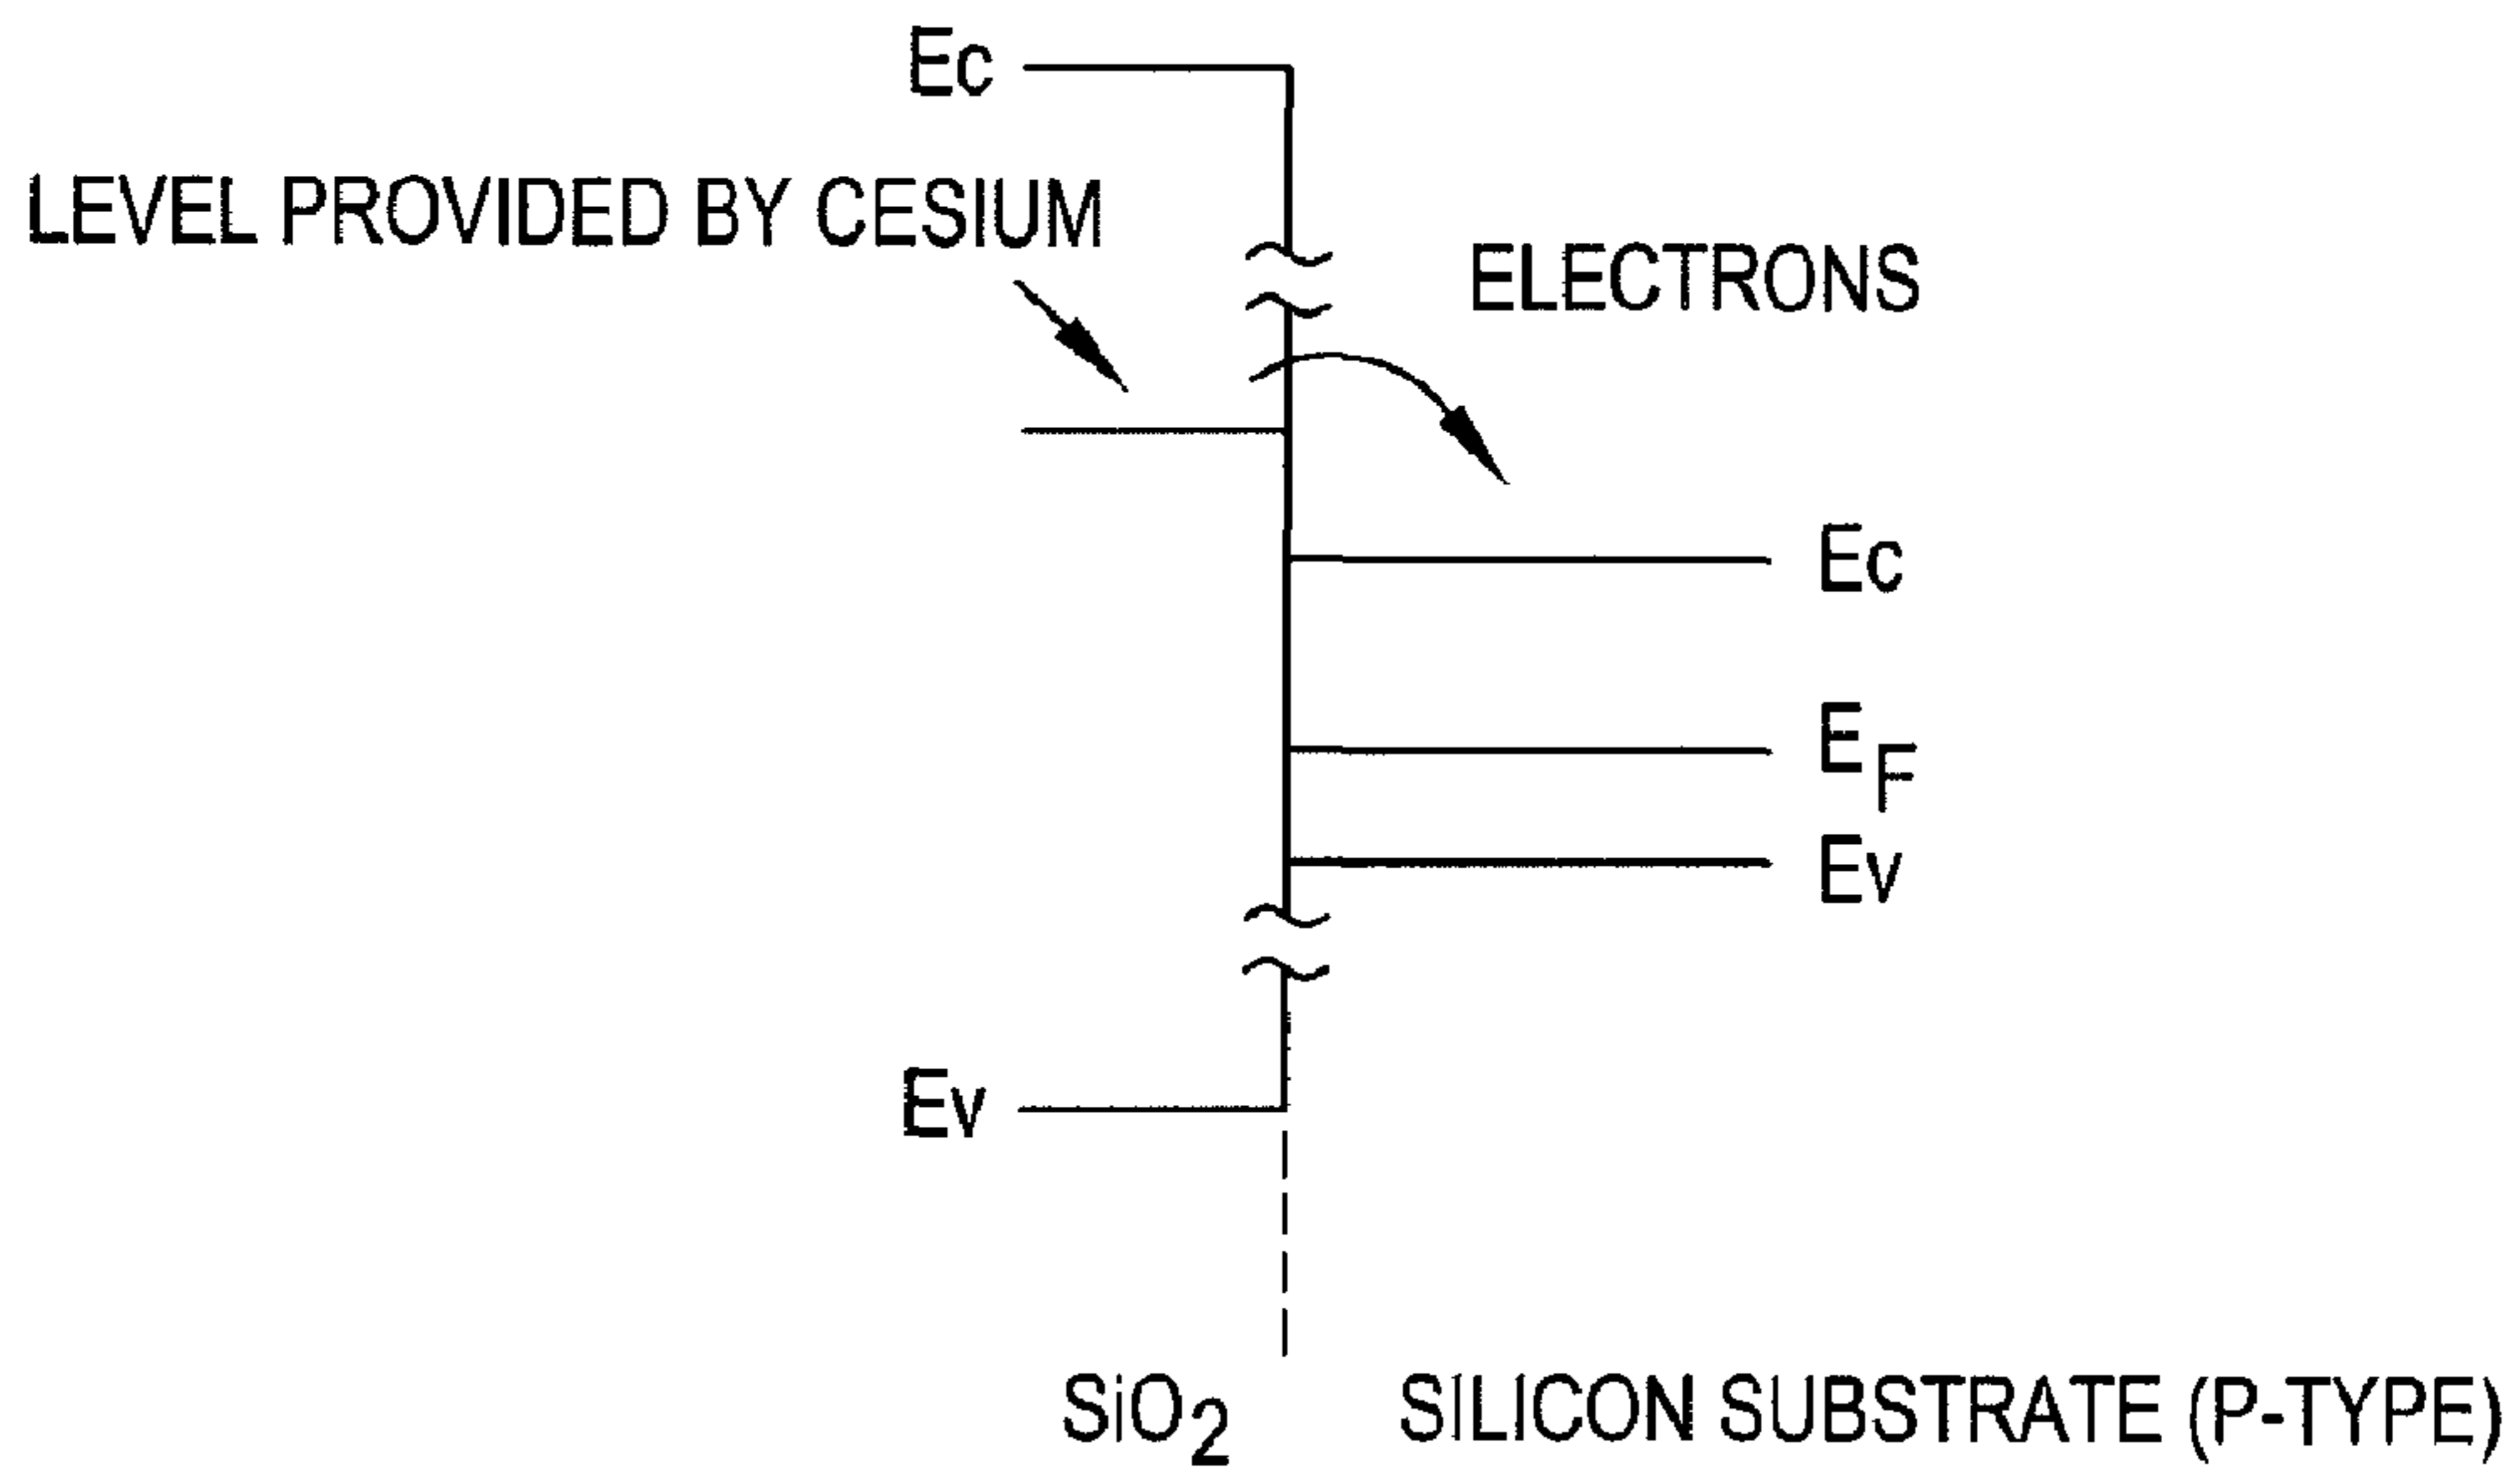 Ec
LEVEL PROVIDED BY CESIUM
ELECTRONS
Ec
EF
Ev
Ev
SiO2
SILICON SUBSTRATE (P-TYPE)